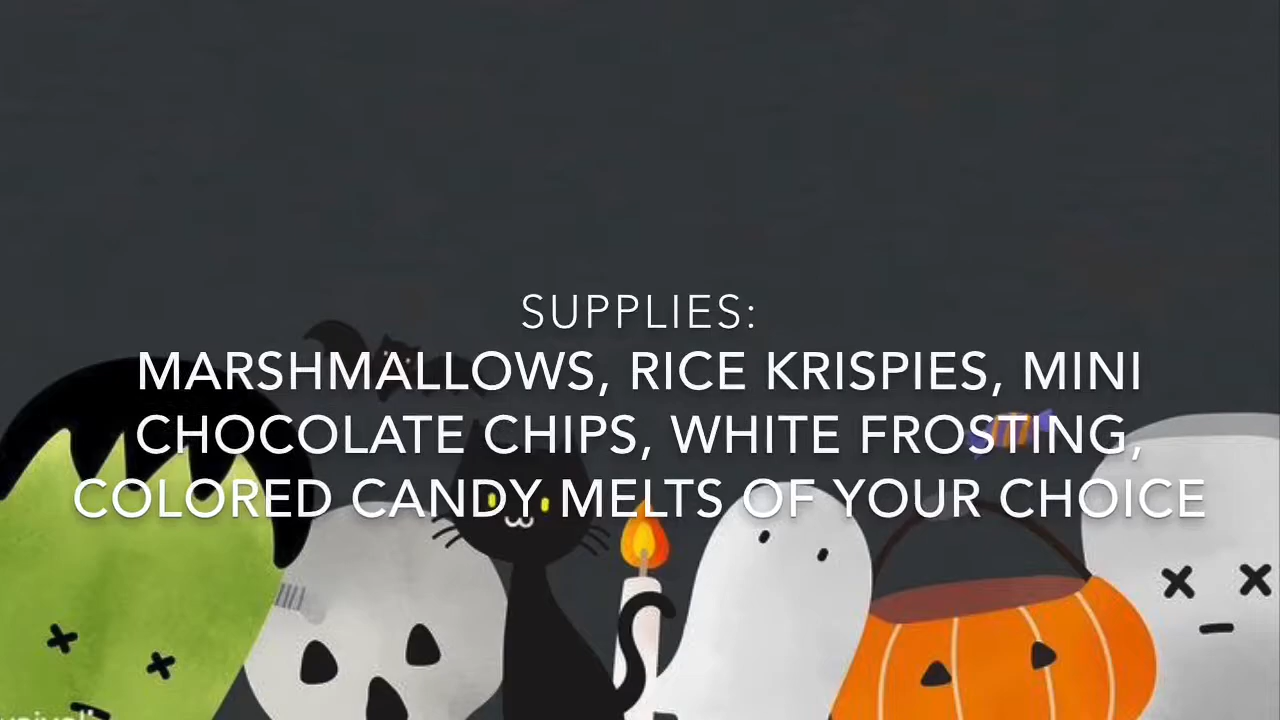 SUPPLIES:
MARSHMALLOWS, RICE KRISPIES, MINI
CHOCOLATE CHIPS, WHITE FROSTING,
COLORED CANDY MELTS OF YOUR CHOICE